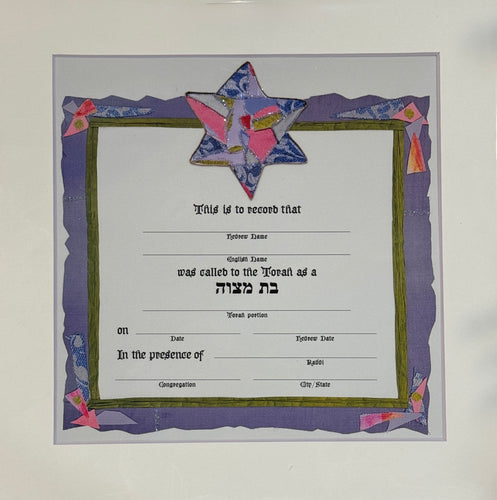 This is to record that
Hebrew Name
English Name
was called to the Torah as a
בת מצוה
Torah portion
on
Date Hebrew Date
In the presence of
Rabbi
Congregation City/State